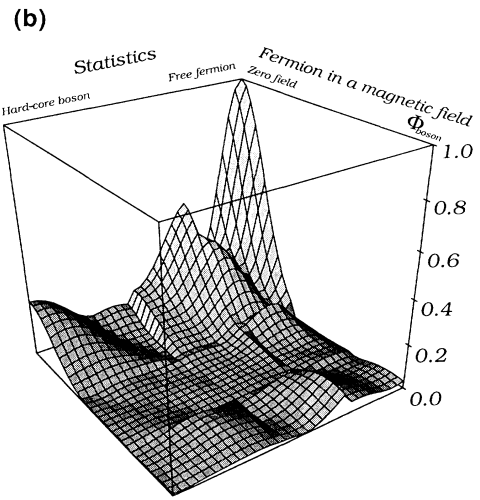 (b)
Statistics
Fermion in a magnetic field
Free fermion
Zero field
Hard-core boson
Φboson
1.0
0.8
0.6
0.4
0.2
0.0